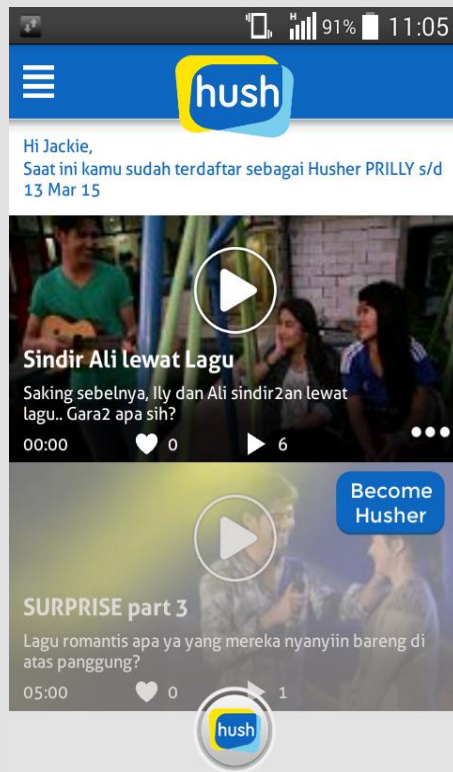 H 91% 11:05
hush
Hi Jackie,
Saat ini kamu sudah terdaftar sebagai Husher PRILLY s/d
13 Mar 15
Sindir Ali lewat Lagu
Saking sebelnya, Ily dan Ali sindir2an lewat
lagu.. Gara2 apa sih?
00:00 0 6
Become
Husher
SURPRISE part 3
Lagu romantis apa ya yang mereka nyanyiin bareng di
atas panggung?
05:00 0 1
hush